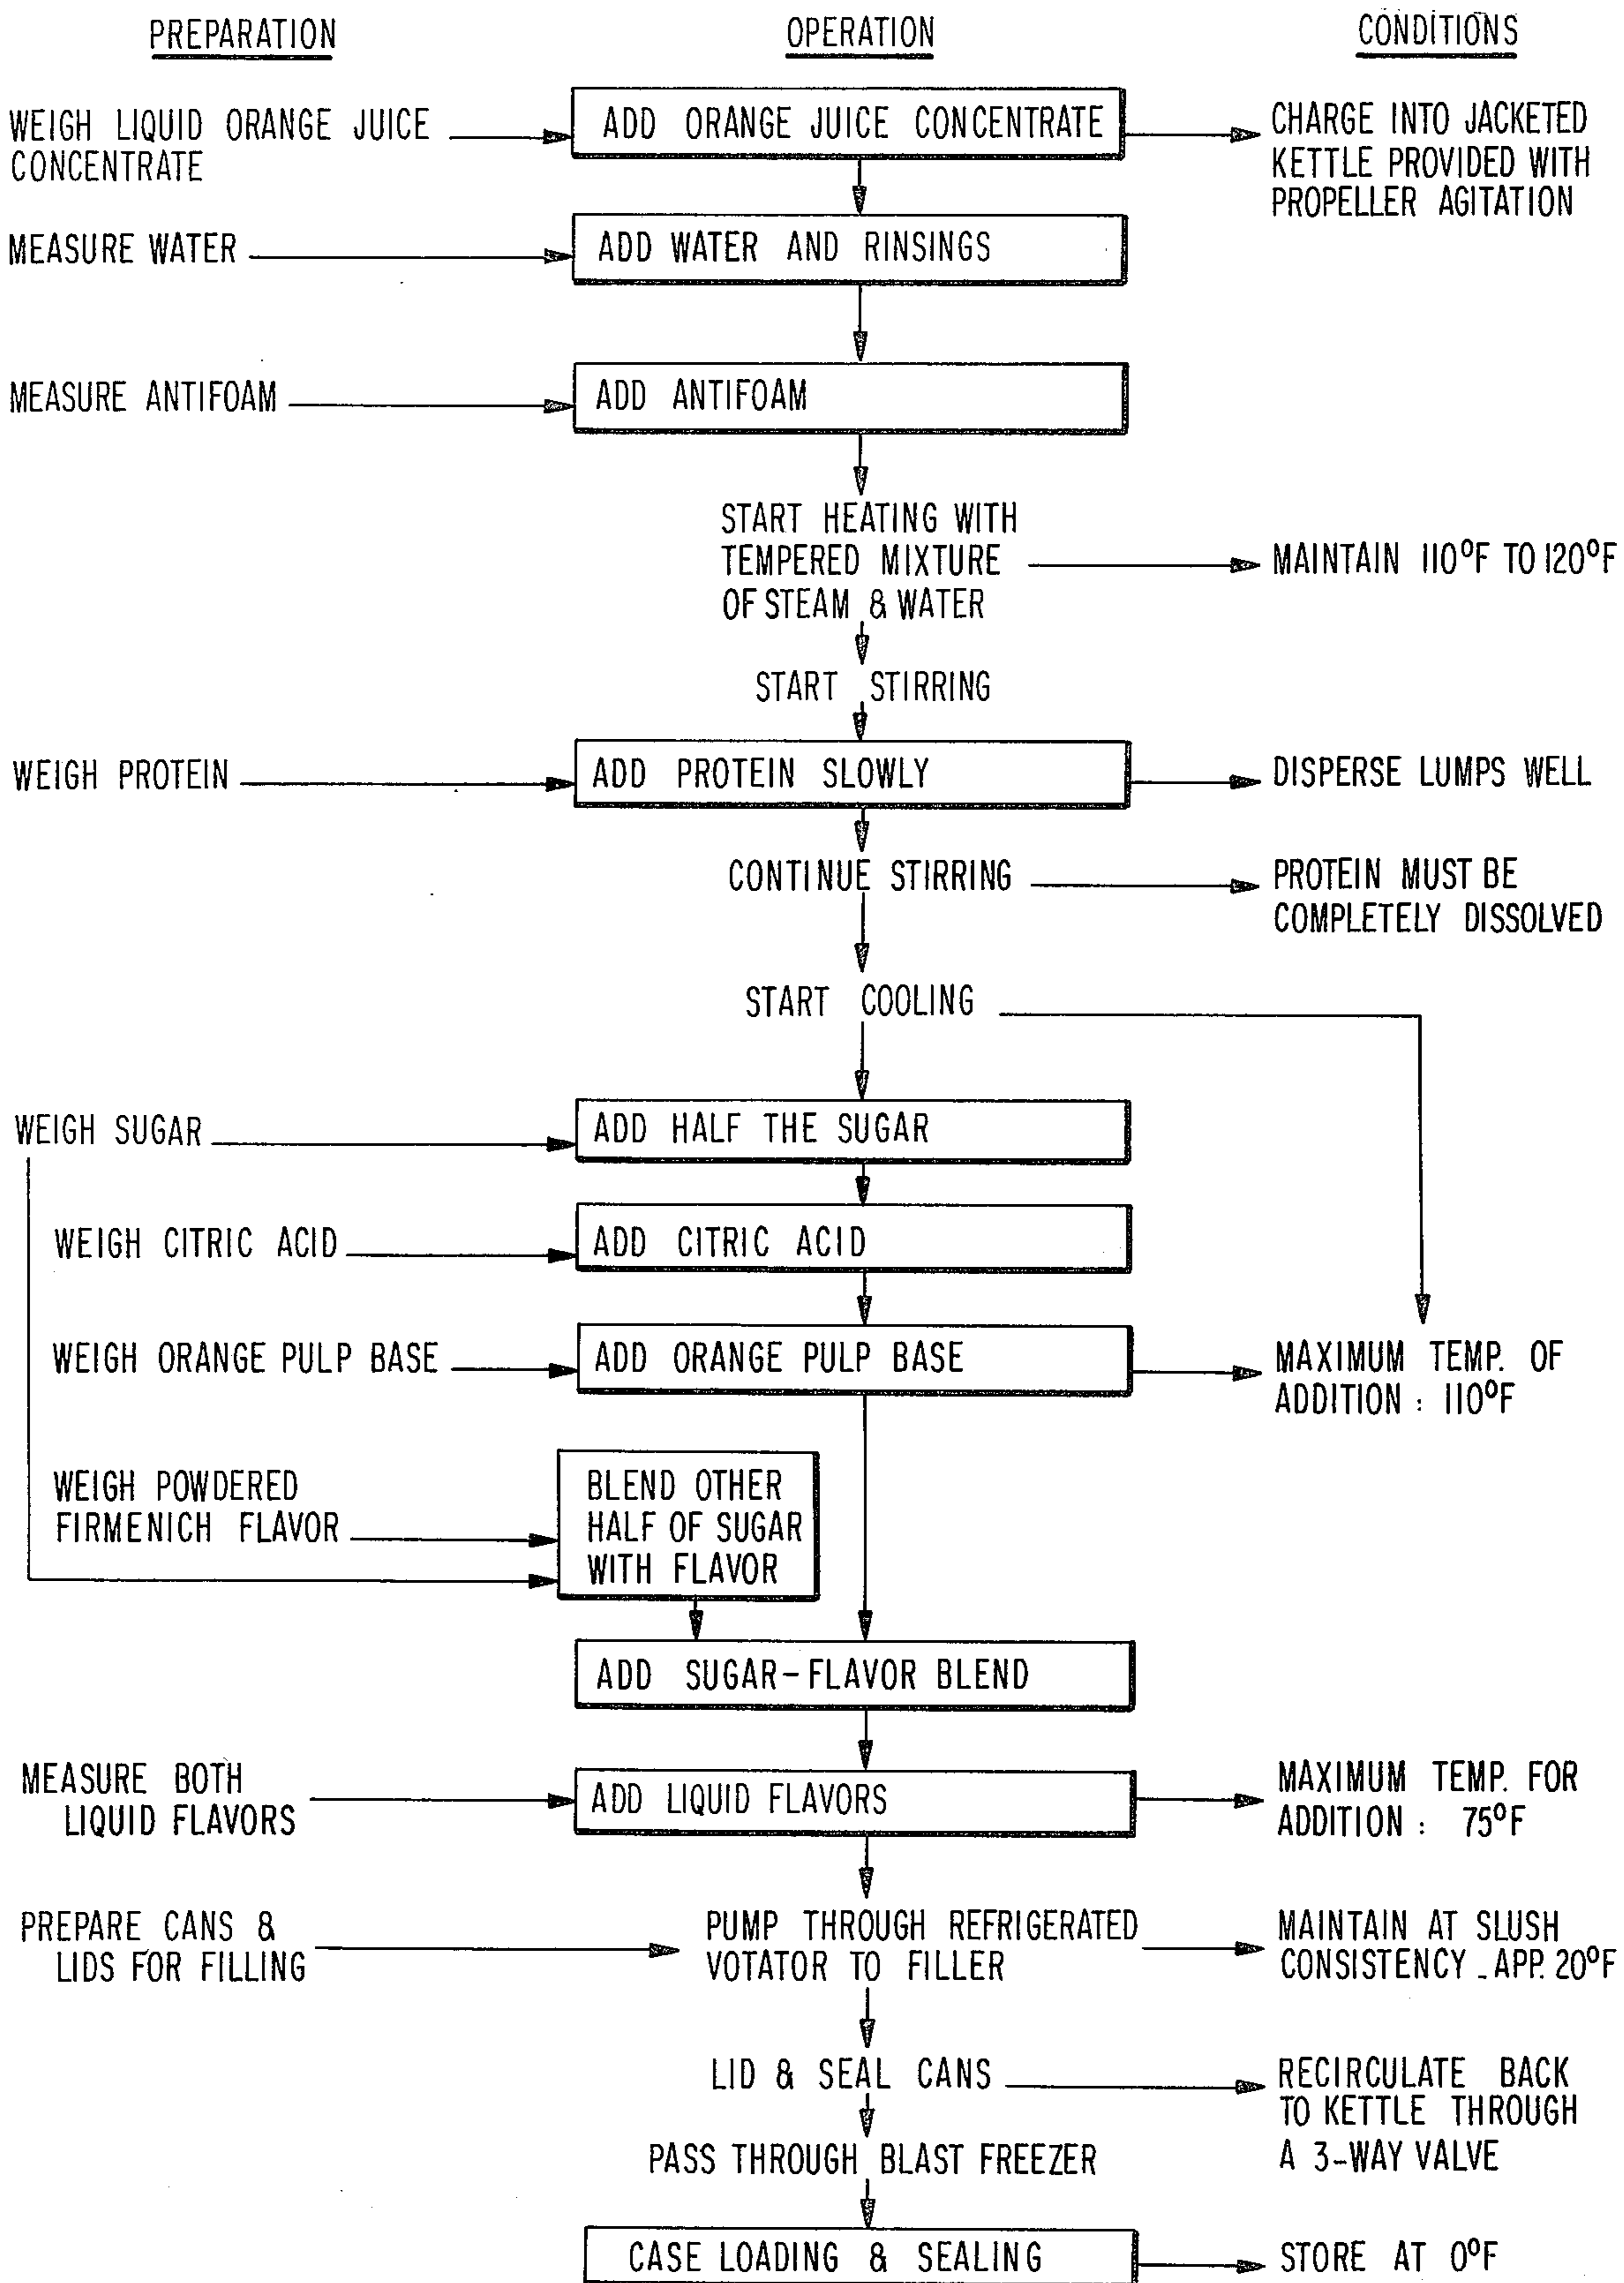 PREPARATION
OPERATION
CONDITIONS
WEIGH LIQUID ORANGE JUICE
CONCENTRATE
ADD ORANGE JUICE CONCENTRATE
CHARGE INTO JACKETED
KETTLE PROVIDED WITH
PROPELLER AGITATION
MEASURE WATER
ADD WATER AND RINSINGS
MEASURE ANTIFOAM
ADD ANTIFOAM
START HEATING WITH
TEMPERED MIXTURE
OF STEAM & WATER
MAINTAIN 110°F TO 120°F
START STIRRING
WEIGH PROTEIN
ADD PROTEIN SLOWLY
DISPERSE LUMPS WELL
CONTINUE STIRRING
PROTEIN MUST BE
COMPLETELY DISSOLVED
START COOLING
WEIGH SUGAR
ADD HALF THE SUGAR
WEIGH CITRIC ACID
ADD CITRIC ACID
WEIGH ORANGE PULP BASE
ADD ORANGE PULP BASE
MAXIMUM TEMP. OF
ADDITION : 110°F
WEIGH POWDERED
FIRMENICH FLAVOR
BLEND OTHER
HALF OF SUGAR
WITH FLAVOR
ADD SUGAR-FLAVOR BLEND
MEASURE BOTH
LIQUID FLAVORS
ADD LIQUID FLAVORS
MAXIMUM TEMP. FOR
ADDITION : 75°F
PREPARE CANS &
LIDS FOR FILLING
PUMP THROUGH REFRIGERATED
VOTATOR TO FILLER
MAINTAIN AT SLUSH
CONSISTENCY - APP. 20°F
LID & SEAL CANS
RECIRCULATE BACK
TO KETTLE THROUGH
A 3-WAY VALVE
PASS THROUGH BLAST FREEZER
CASE LOADING & SEALING
STORE AT 0°F